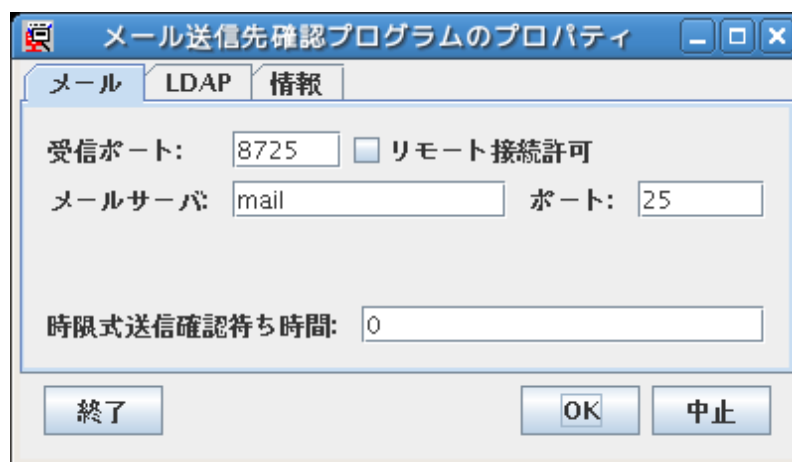 メール送信先確認プログラムのプロパティ
メール LDAP 情報
受信ポート: 8725 リモート接続許可
メールサーバ: mail ポート: 25
時限式送信確認待ち時間: 0
終了 OK 中止